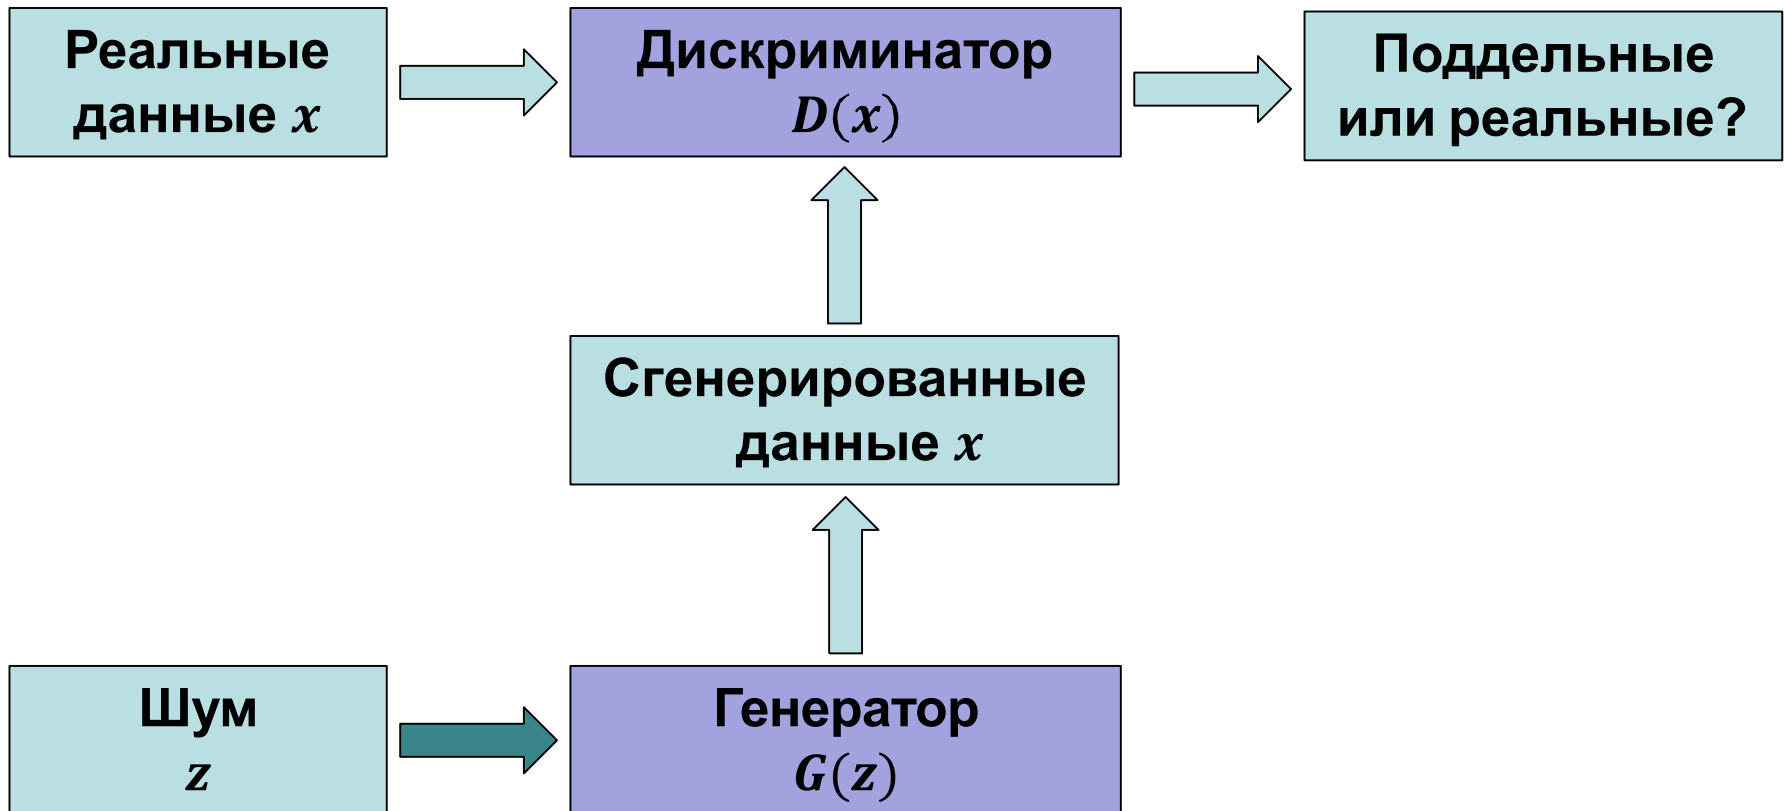 Реальные
данные x
Дискриминатор
D(x)
Поддельные
или реальные?
Сгенерированные
данные x
Шум
z
Генератор
G(z)